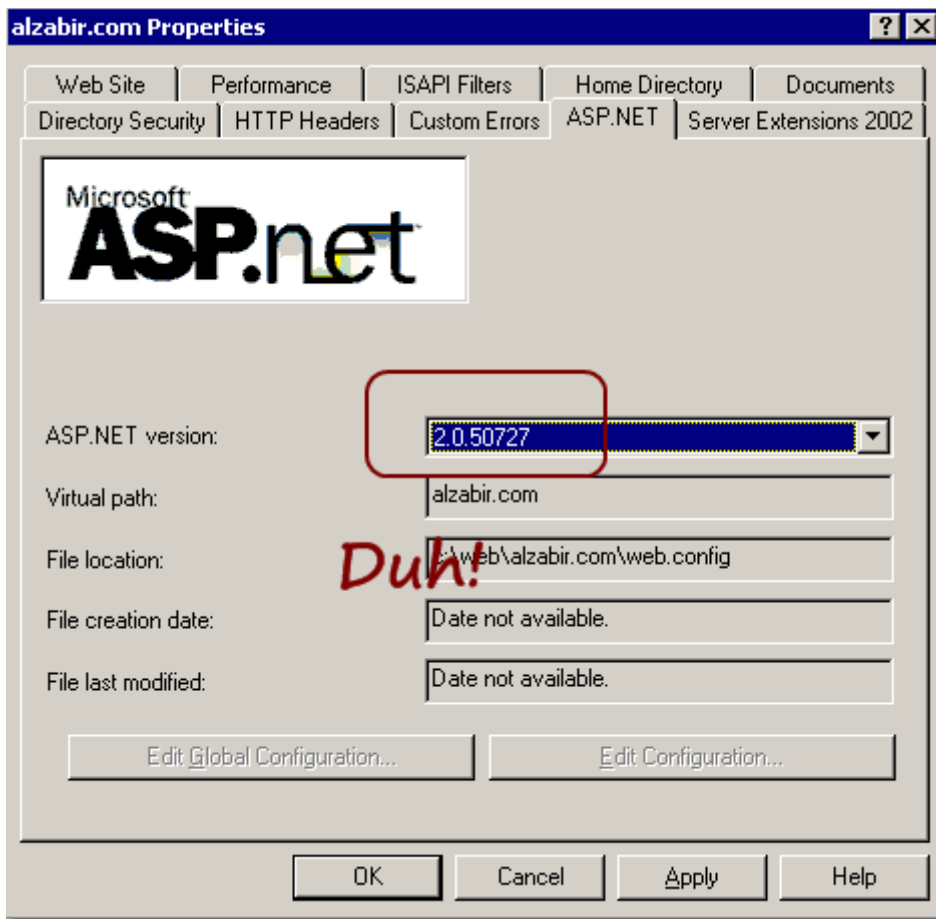 alzabir.com Properties
Web Site Performance ISAPI Filters Home Directory Documents
Directory Security HTTP Headers Custom Errors ASP.NET Server Extensions 2002
Microsoft
ASP.net
ASP.NET version: 2.0.50727
Virtual path: alzabir.com
File location: c:\web\alzabir.com\web.config
Duh!
File creation date: Date not available.
File last modified: Date not available.
Edit Global Configuration... Edit Configuration...
OK Cancel Apply Help